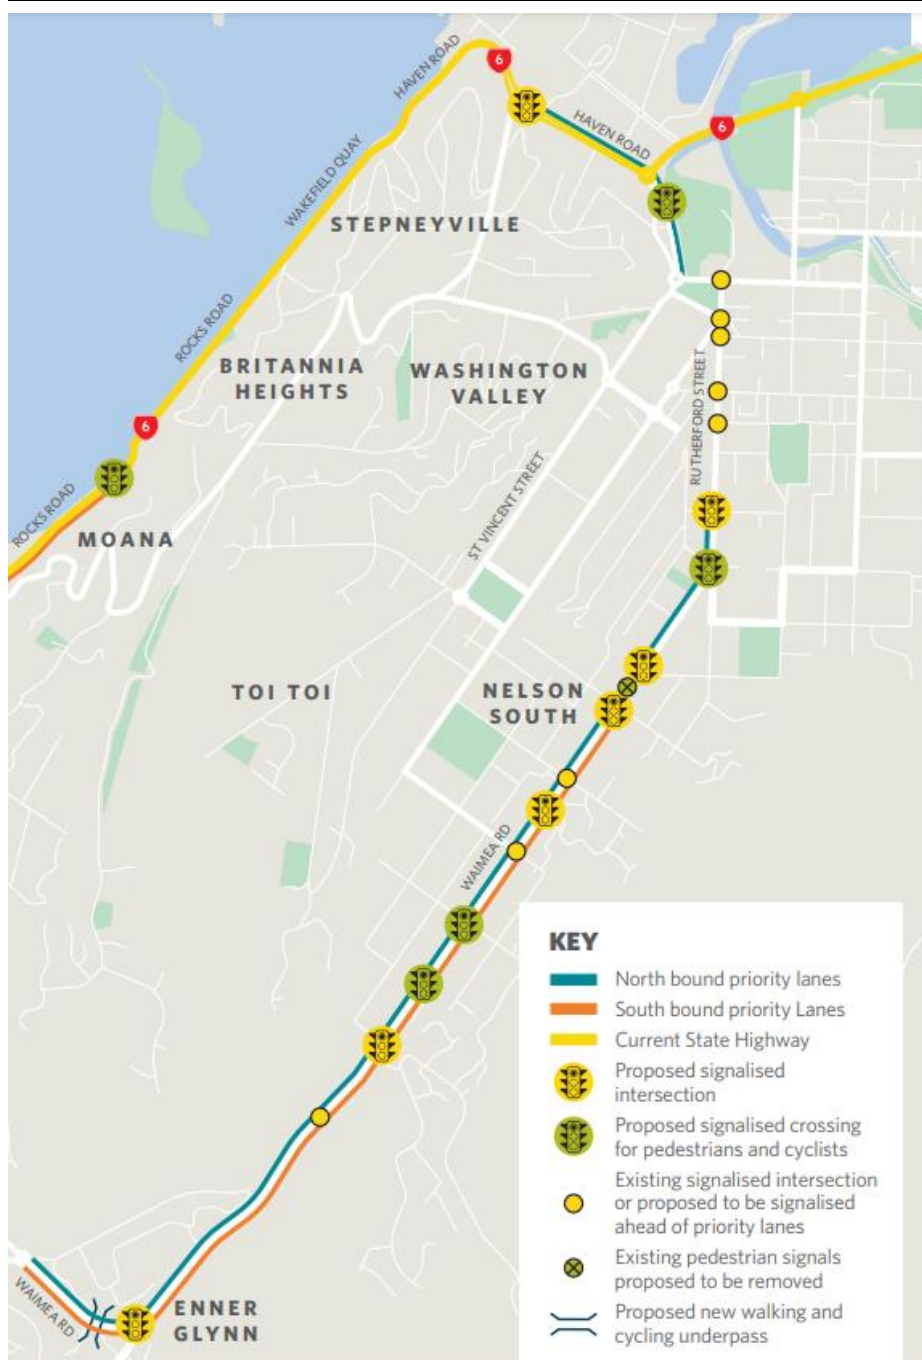 HAVEN ROAD
6
HAVEN ROAD
6
WAKEFIELD QUAY
STEPNEYVILLE
ROCKS ROAD
BRITANNIA
HEIGHTS
WASHINGTON
VALLEY
RUTHERFORD STREET
6
ST VINCENT STREET
ROCKS ROAD
MOANA
TOI TOI
NELSON
SOUTH
WAIMEA RD
WAIMEA RD
ENNER
GLYNN
KEY
North bound priority lanes
South bound priority Lanes
Current State Highway
Proposed signalised
intersection
Proposed signalised crossing
for pedestrians and cyclists
Existing signalised intersection
or proposed to be signalised
ahead of priority lanes
Existing pedestrian signals
proposed to be removed
Proposed new walking and
cycling underpass